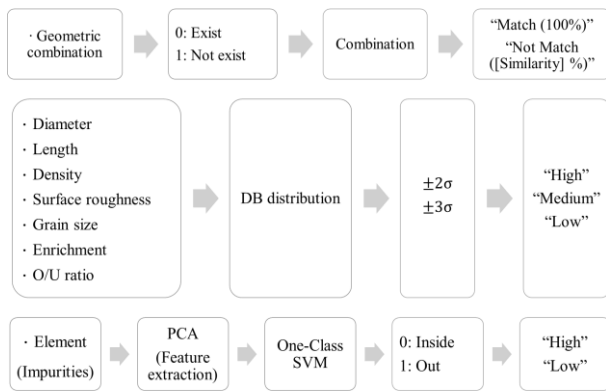 · Geometric
combination
0: Exist
1: Not exist
Combination
“Match (100%)”
“Not Match
([Similarity] %)”
· Diameter
· Length
· Density
· Surface roughness
· Grain size
· Enrichment
· O/U ratio
DB distribution
±2σ
±3σ
“High”
“Medium”
“Low”
· Element
(Impurities)
PCA
(Feature
extraction)
One-Class
SVM
0: Inside
1: Out
“High”
“Low”